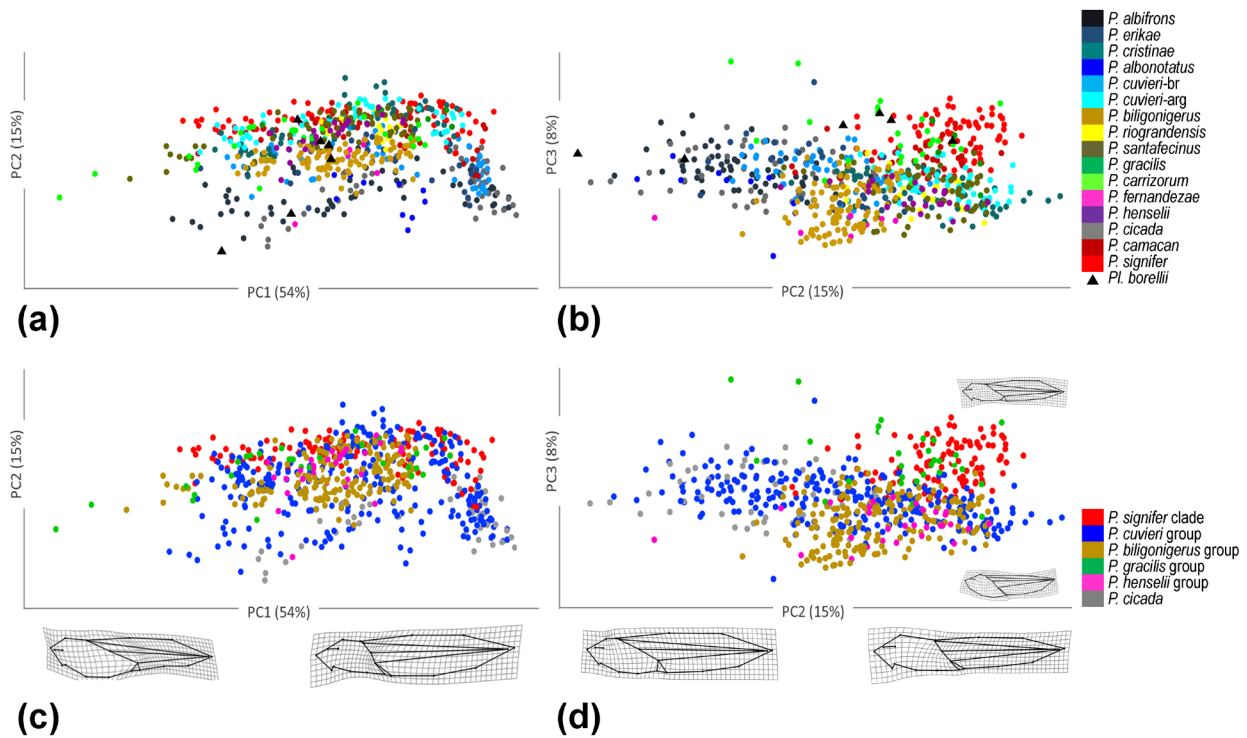 PC2 (15%)
PC1 (54%)
(a)
PC3 (8%)
PC2 (15%)
(b)
P. albifrons
P. erikae
P. cristinae
P. albonotatus
P. cuvieri-br
P. cuvieri-arg
P. biligonigerus
P. riograndensis
P. santafecinus
P. gracilis
P. carrizorum
P. fernandezae
P. henselii
P. cicada
P. camacan
P. signifer
Pl. borellii
PC2 (15%)
PC1 (54%)
(c)
PC3 (8%)
PC2 (15%)
(d)
P. signifer clade
P. cuvieri group
P. biligonigerus group
P. gracilis group
P. henselii group
P. cicada